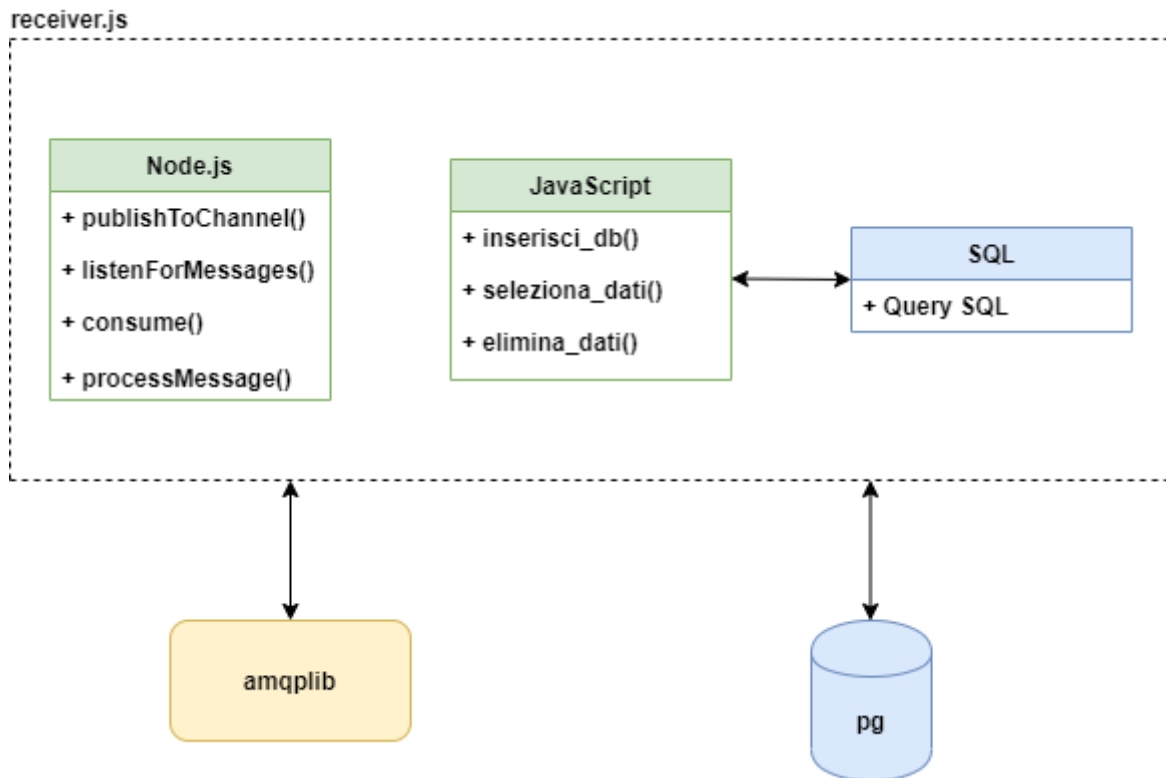 receiver.js
Node.js
+ publishToChannel()
+ listenForMessages()
+ consume()
+ processMessage()
JavaScript
+ inserisci_db()
+ seleziona_dati()
+ elimina_dati()
SQL
+ Query SQL
amqplib
pg